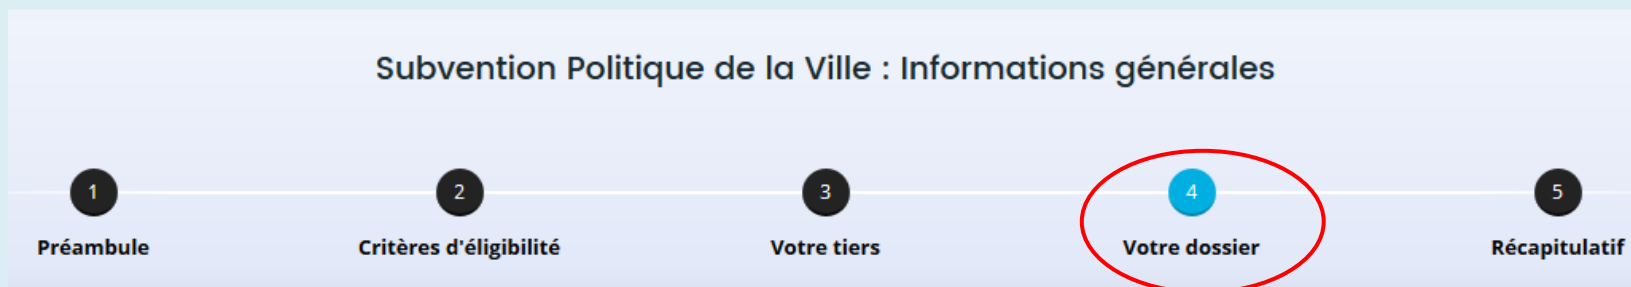 Subvention Politique de la Ville : Informations générales
1 2 3 4 5
Préambule Critères d'éligibilité Votre tiers Votre dossier Récapitulatif